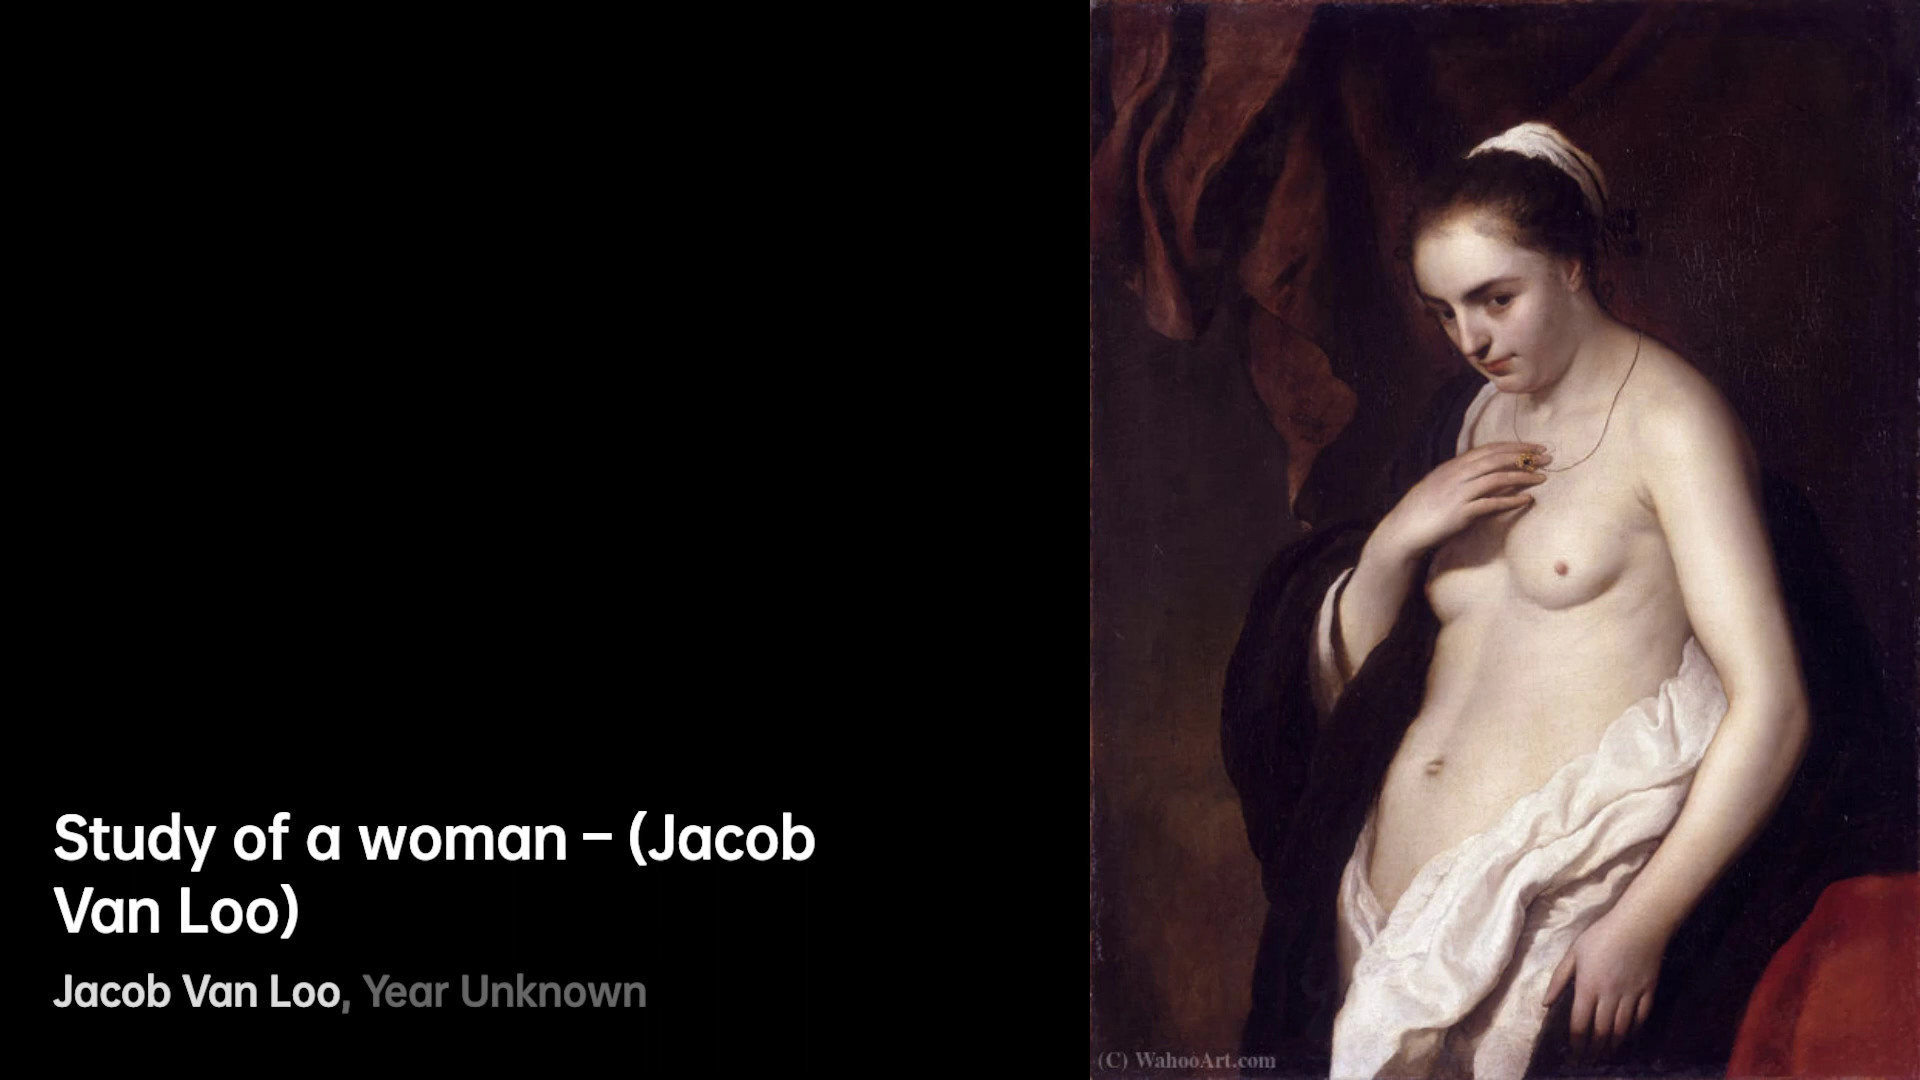 Study of a woman – (Jacob
Van Loo)
Jacob Van Loo, Year Unknown
(C) WahooArt.com